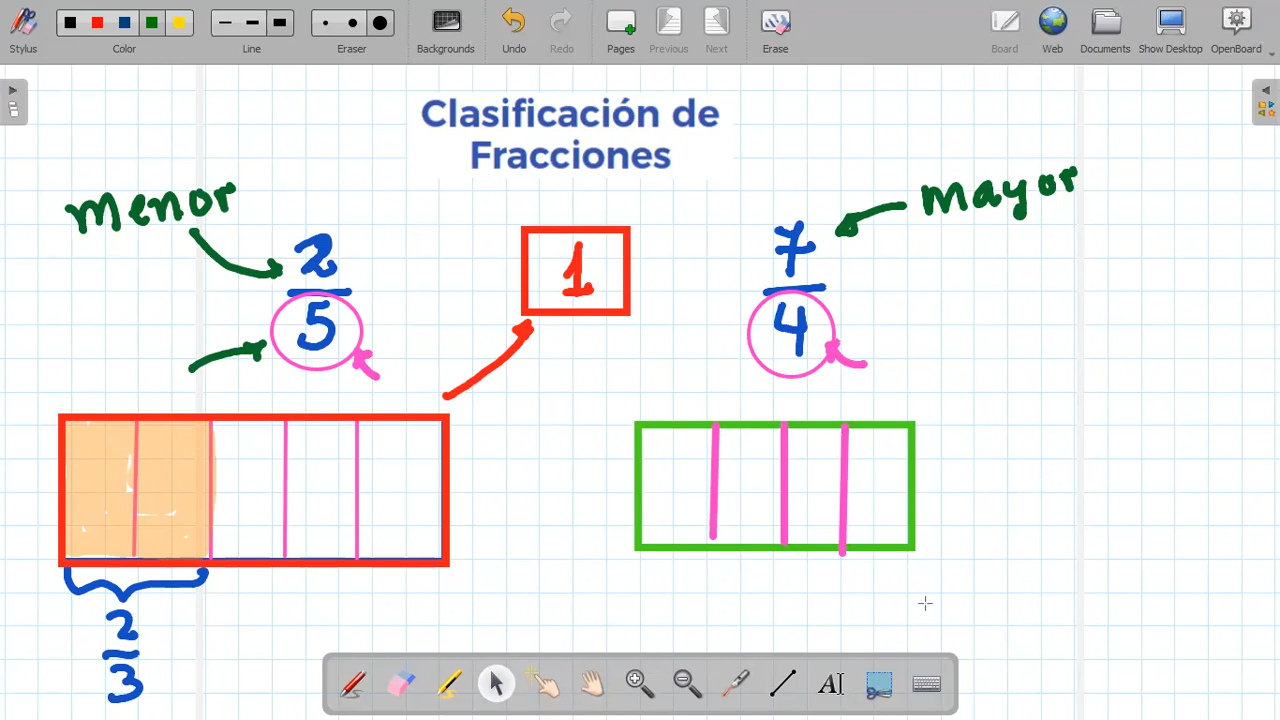 Stylus
Color
Line
Eraser
Backgrounds
Undo
Redo
Pages
Previous
Next
Erase
Board
Web
Documents
Show Desktop
OpenBoard
Clasificación de
Fracciones
menor
mayor
2
5
1
7
4
2
3
AI